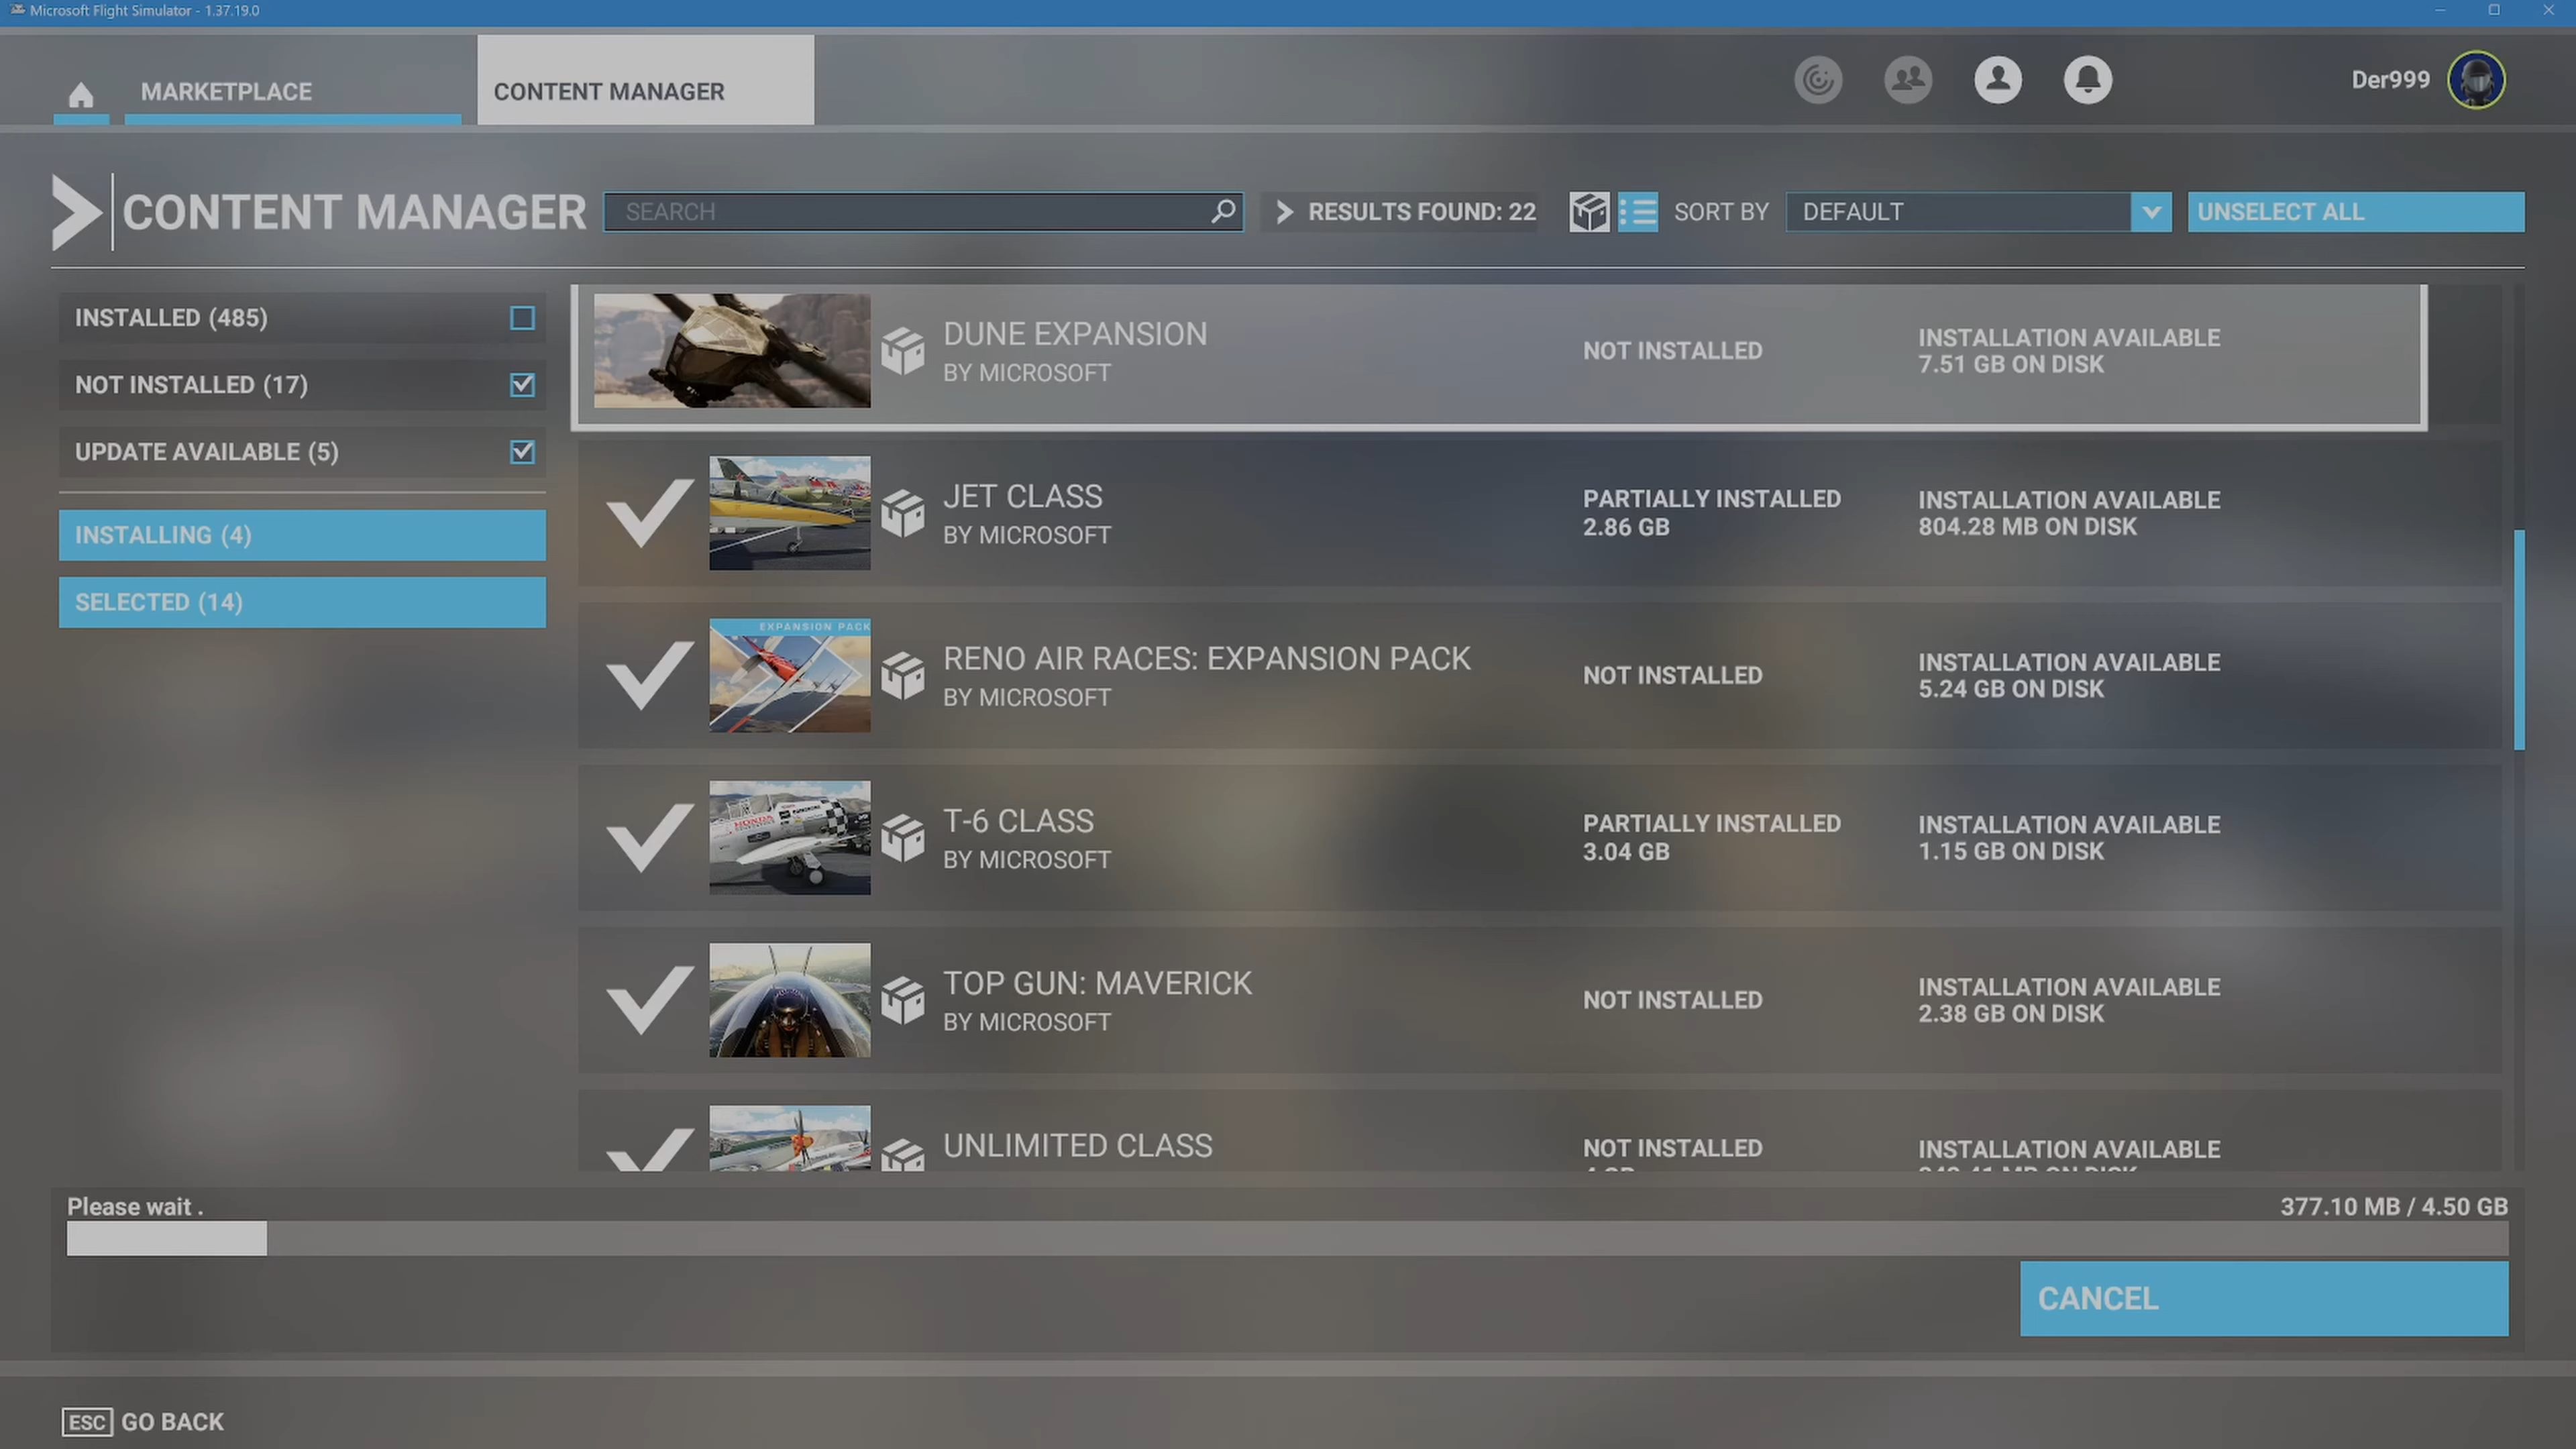 Microsoft Flight Simulator - 1.37.19.0
MARKETPLACE
CONTENT MANAGER
Der999
CONTENT MANAGER
SEARCH
RESULTS FOUND: 22
SORT BY
DEFAULT
UNSELECT ALL
INSTALLED (485)
NOT INSTALLED (17)
UPDATE AVAILABLE (5)
INSTALLING (4)
SELECTED (14)
DUNE EXPANSION
BY MICROSOFT
NOT INSTALLED
INSTALLATION AVAILABLE
7.51 GB ON DISK
JET CLASS
BY MICROSOFT
PARTIALLY INSTALLED
2.86 GB
INSTALLATION AVAILABLE
804.28 MB ON DISK
EXPANSION PACK
RENO AIR RACES: EXPANSION PACK
BY MICROSOFT
NOT INSTALLED
INSTALLATION AVAILABLE
5.24 GB ON DISK
HONDA
T-6 CLASS
BY MICROSOFT
PARTIALLY INSTALLED
3.04 GB
INSTALLATION AVAILABLE
1.15 GB ON DISK
TOP GUN: MAVERICK
BY MICROSOFT
NOT INSTALLED
INSTALLATION AVAILABLE
2.38 GB ON DISK
UNLIMITED CLASS
NOT INSTALLED
INSTALLATION AVAILABLE
Please wait .
377.10 MB / 4.50 GB
CANCEL
ESC GO BACK